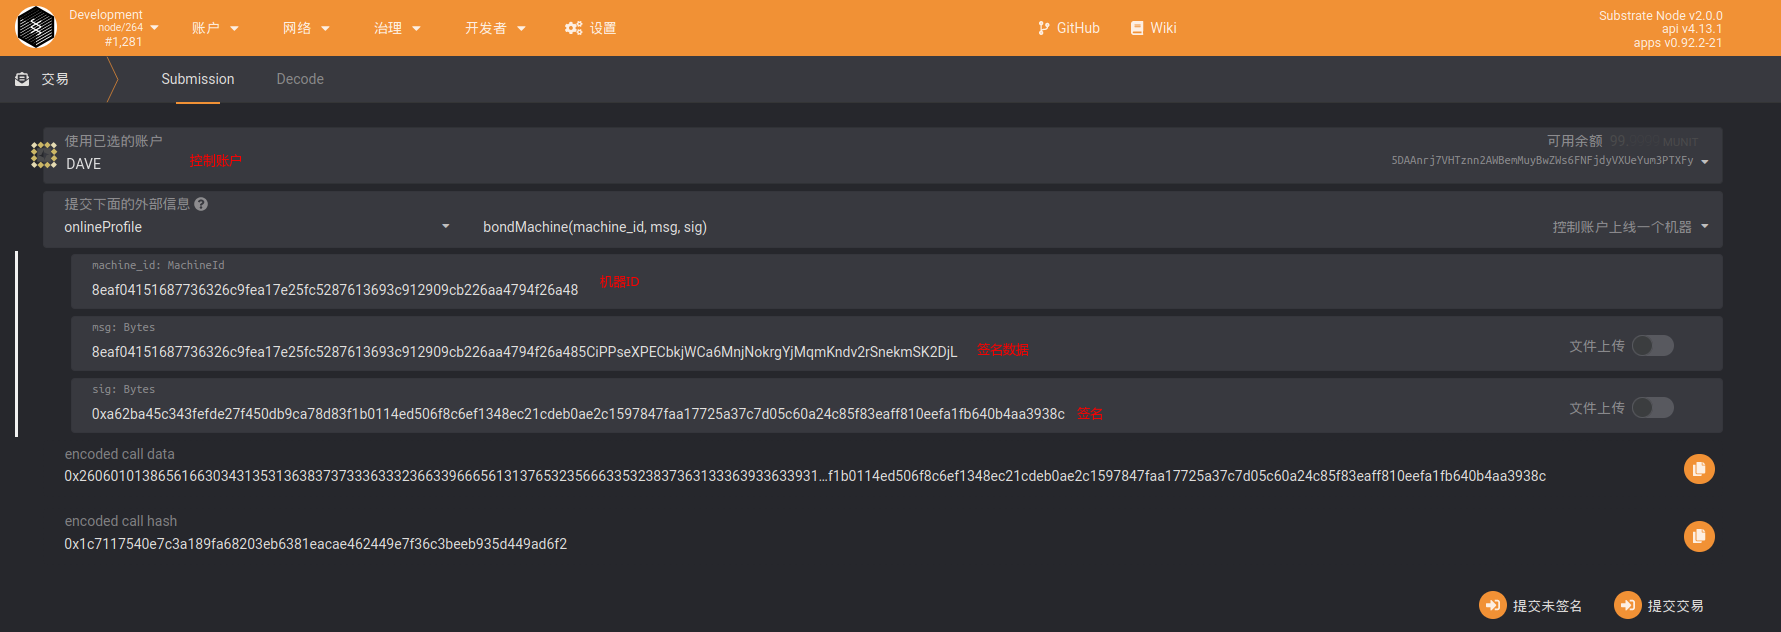 Development
node/264
#1,281
账户
网络
治理
开发者
设置
GitHub
Wiki
Substrate Node v2.0.0
api v4.13.1
apps v0.92.2-21
交易
Submission
Decode
使用已选的账户
DAVE
控制账户
可用余额 99.
MUNIT
5DAAnrj7VHTznn2AWBemMuyBwZWs6FNFjdyVXUeYum3PTXFy
提交下面的外部信息
onlineProfile
bondMachine(machine_id, msg, sig)
控制账户上线一个机器
machine_id: MachineId
8eaf04151687736326c9fea17e25fc5287613693c912909cb226aa4794f26a48
机器ID
msg: Bytes
8eaf04151687736326c9fea17e25fc5287613693c912909cb226aa4794f26a485CiPPseXPECbkjWCa6MnjNokrgYjMqmKndv2rSnekmSK2DjL
签名数据
文件上传
sig: Bytes
0xa62ba45c343fefde27f450db9ca78d83f1b0114ed506f8c6ef1348ec21cdeb0ae2c1597847faa17725a37c7d05c60a24c85f83eaff810eefa1fb640b4aa3938c
签名
文件上传
encoded call data
0x260601013865616630343135313638373733363332366339666561313765323566633532383736313336393633931…f1b0114ed506f8c6ef1348ec21cdeb0ae2c1597847faa17725a37c7d05c60a24c85f83eaff810eefa1fb640b4aa3938c
encoded call hash
0x1c7117540e7c3a189fa68203eb6381eacae462449e7f36c3beeb935d449ad6f2
提交未签名
提交交易